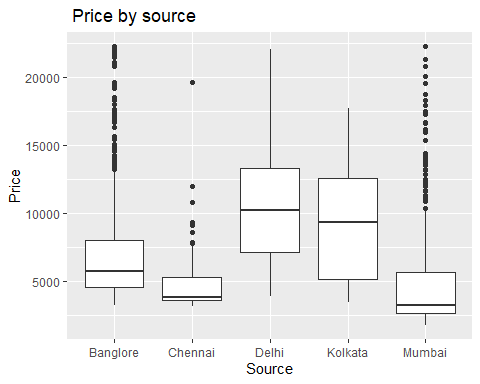 Price by source
Price
20000
15000
10000
5000
Banglore Chennai Delhi Kolkata Mumbai
Source